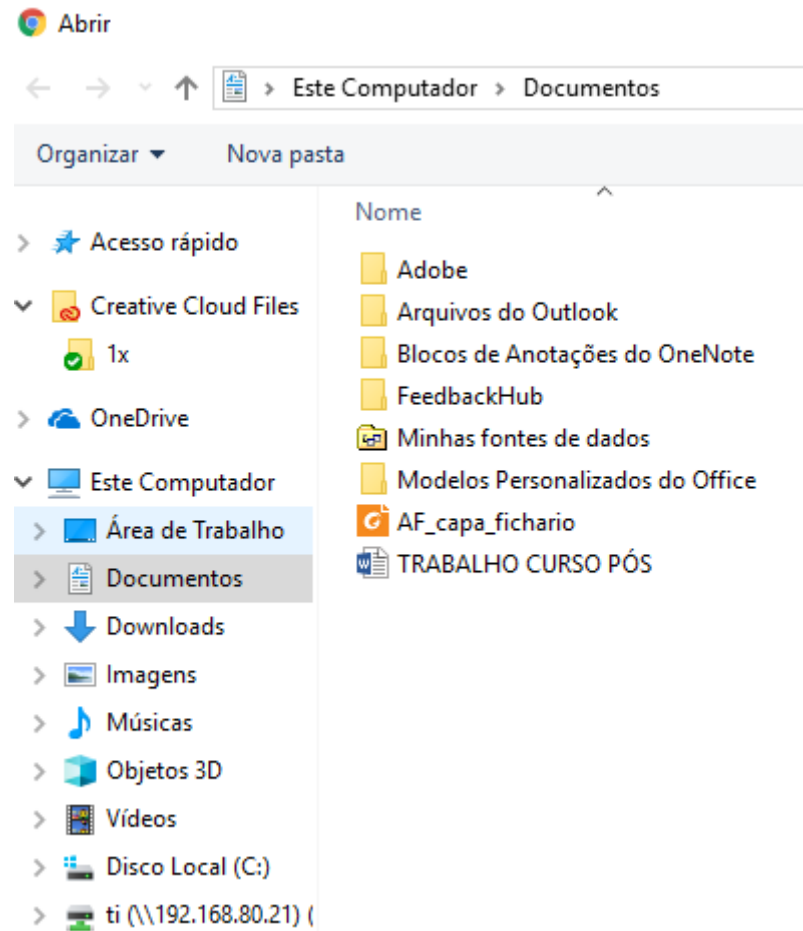 Abrir
Este Computador > Documentos
Organizar Nova pasta
Nome
Acesso rápido
Creative Cloud Files
1x
OneDrive
Este Computador
Área de Trabalho
Documentos
Downloads
Imagens
Músicas
Objetos 3D
Vídeos
Disco Local (C:)
ti (\\192.168.80.21) (
Adobe
Arquivos do Outlook
Blocos de Anotações do OneNote
FeedbackHub
Minhas fontes de dados
Modelos Personalizados do Office
AF_capa_fichario
TRABALHO CURSO PÓS